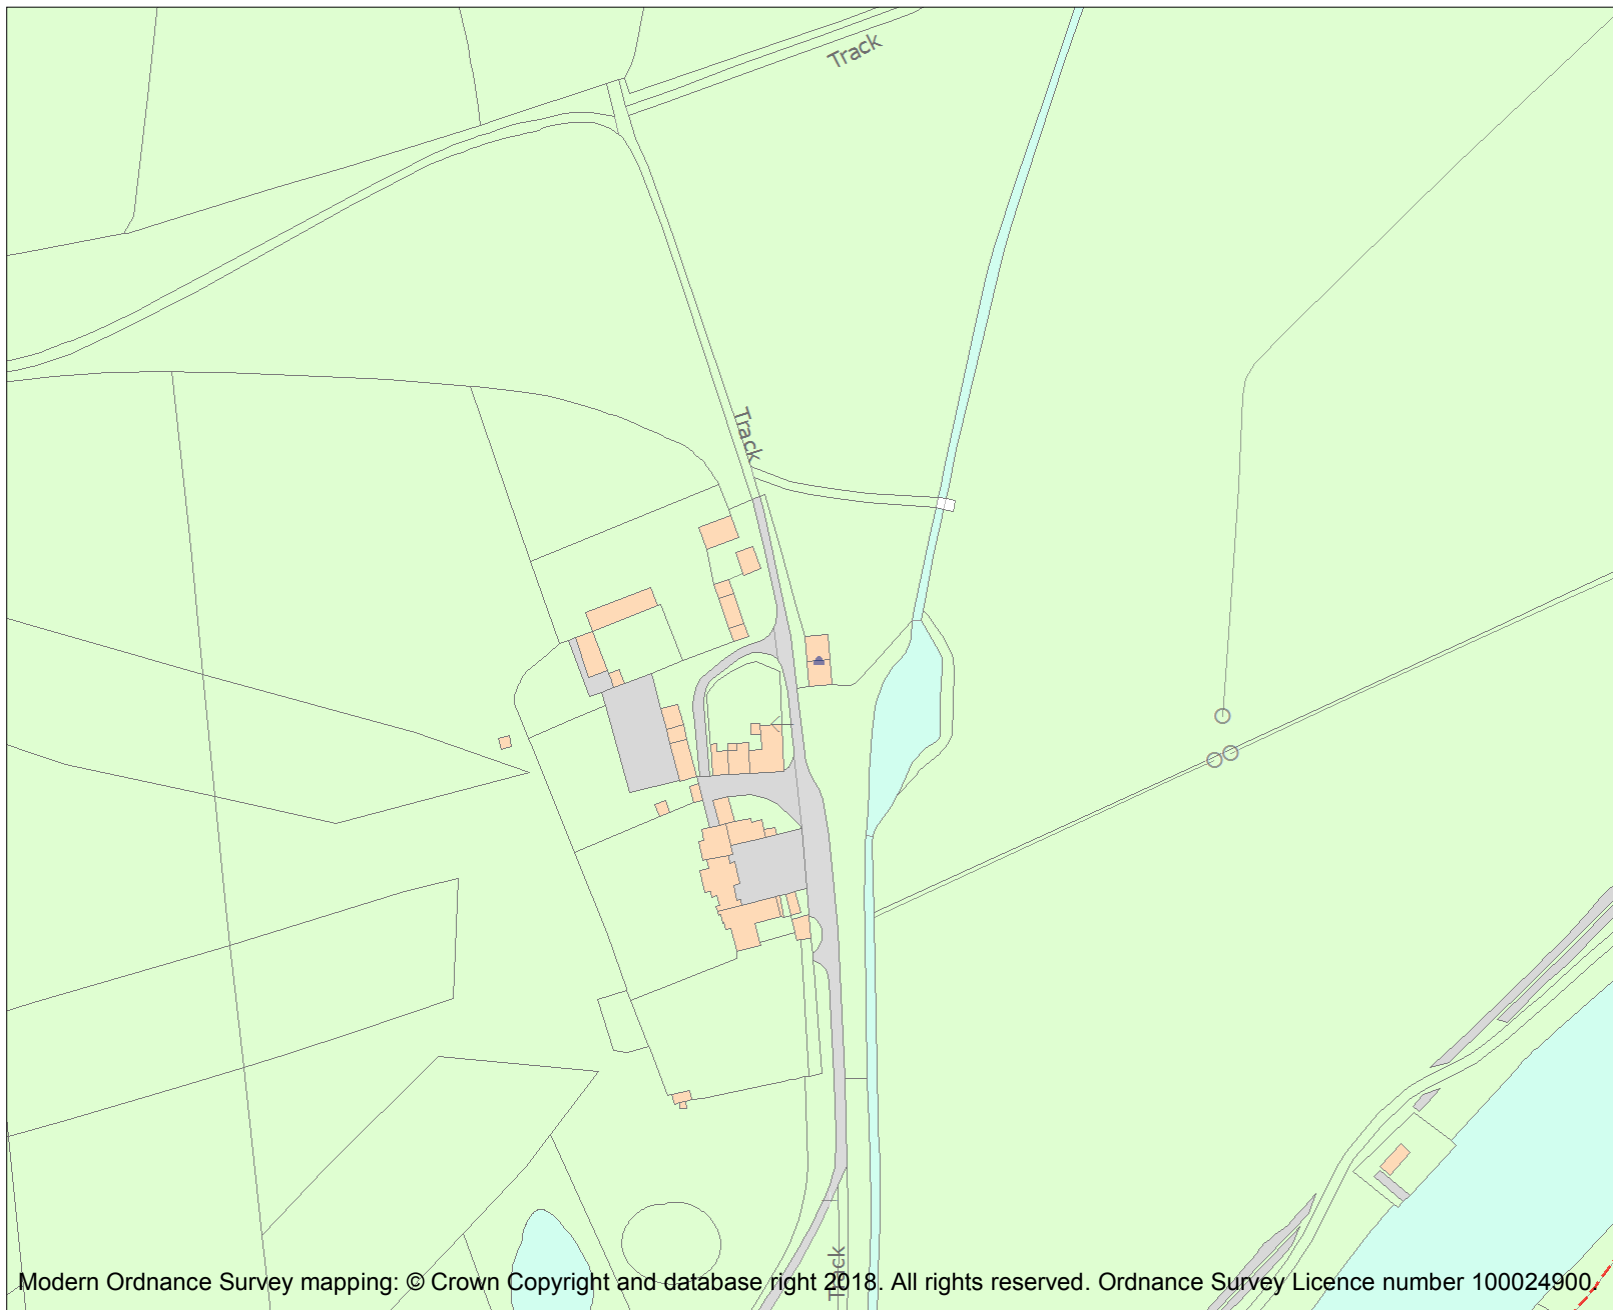 Track
Track
Track
Modern Ordnance Survey mapping: © Crown Copyright and database right 2018. All rights reserved. Ordnance Survey Licence number 100024900.